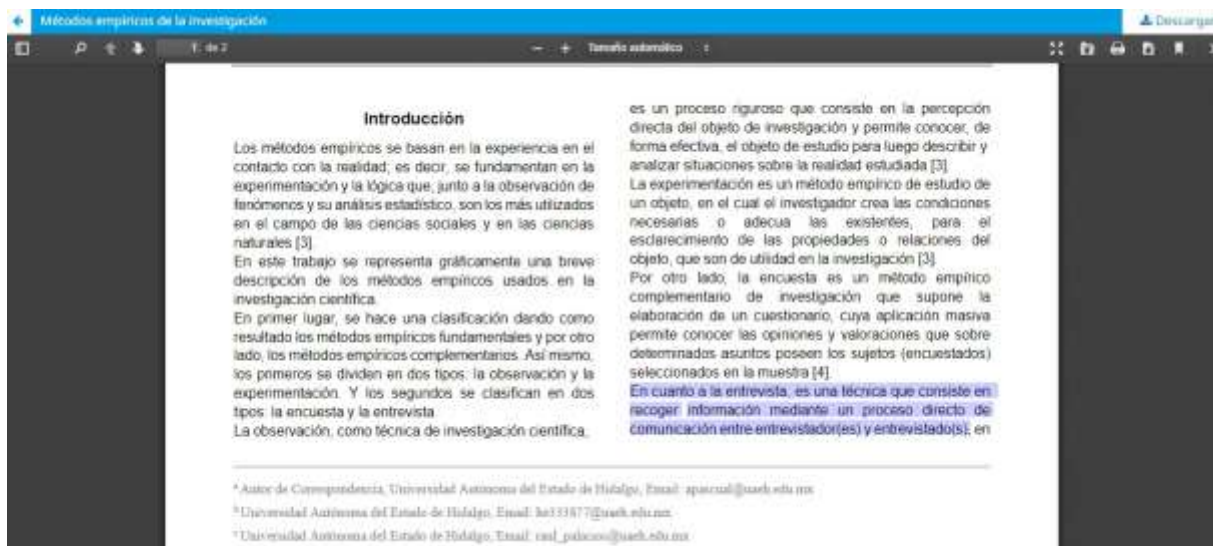 Métodos empíricos de la investigación
Descargar
1 de 2
Tamaño automático
Introducción
Los métodos empíricos se basan en la experiencia en el
contacto con la realidad; es decir, se fundamentan en la
experimentación y la lógica que, junto a la observación de
fenómenos y su análisis estadístico, son los más utilizados
en el campo de las ciencias sociales y en las ciencias
naturales [3].
En este trabajo se representa gráficamente una breve
descripción de los métodos empíricos usados en la
investigación científica.
En primer lugar, se hace una clasificación dando como
resultado los métodos empíricos fundamentales y por otro
lado, los métodos empíricos complementarios. Así mismo,
los primeros se dividen en dos tipos: la observación y la
experimentación. Y los segundos se clasifican en dos
tipos: la encuesta y la entrevista
La observación, como técnica de investigación científica,
es un proceso riguroso que consiste en la percepción
directa del objeto de investigación y permite conocer, de
forma efectiva, el objeto de estudio para luego describir y
analizar situaciones sobre la realidad estudiada [3].
La experimentación es un método empírico de estudio de
un objeto, en el cual el investigador crea las condiciones
necesarias o adecua las existentes, para el
esclarecimiento de las propiedades o relaciones del
objeto, que son de utilidad en la investigación [3].
Por otro lado, la encuesta es un método empírico
complementario de investigación que supone la
elaboración de un cuestionario, cuya aplicación masiva
permite conocer las opiniones y valoraciones que sobre
determinados asuntos poseen los sujetos (encuestados)
seleccionados en la muestra [4].
En cuanto a la entrevista, es una técnica que consiste en
recoger información mediante un proceso directo de
comunicación entre entrevistador(es) y entrevistado(s), en
a Autor de Correspondencia, Universidad Autónoma del Estado de Hidalgo, Email: apascual@uaeh.edu.mx
b Universidad Autónoma del Estado de Hidalgo, Email: he333877@uaeh.edu.mx
c Universidad Autónoma del Estado de Hidalgo, Email: raul_palacios@uaeh.edu.mx